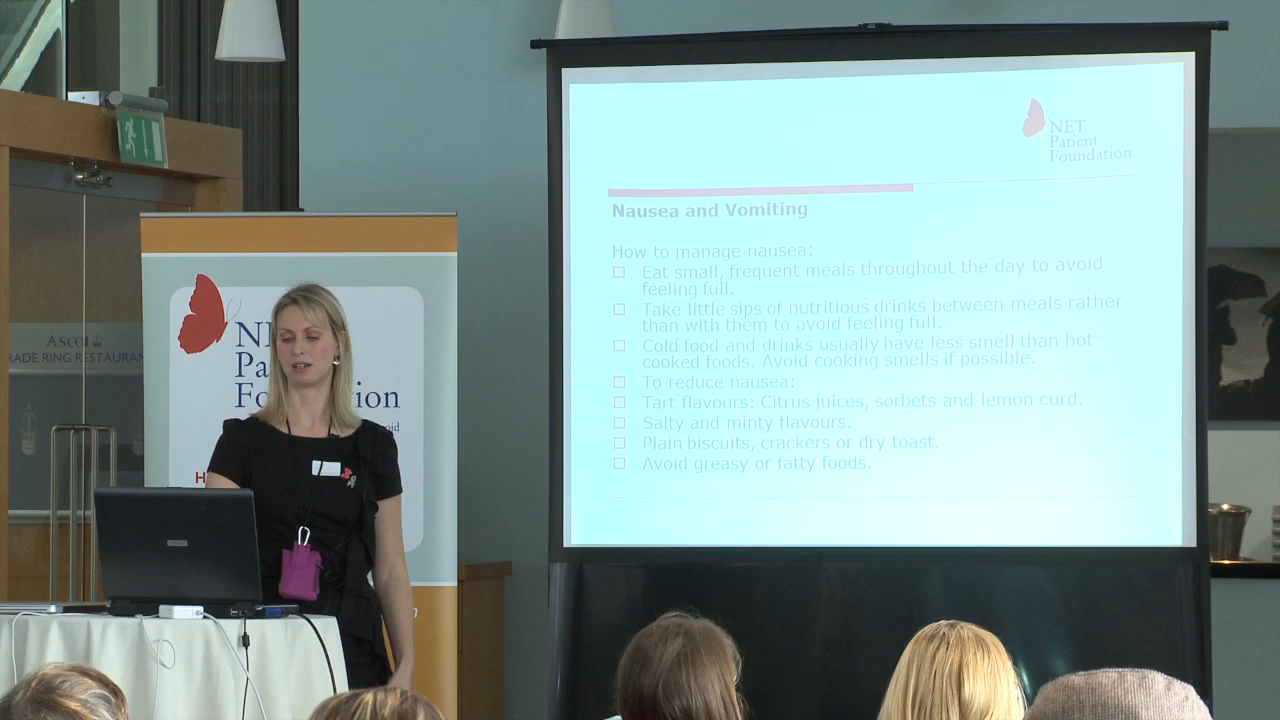 NET
Patient
Foundation
Nausea and Vomiting
How to manage nausea:
Eat small, frequent meals throughout the day to avoid
feeling full.
Take little sips of nutritious drinks between meals rather
than with them to avoid feeling full.
Cold food and drinks usually have less smell than hot
cooked foods. Avoid cooking smells if possible.
To reduce nausea:
Tart flavours: Citrus juices, sorbets and lemon curd.
Salty and minty flavours.
Plain biscuits, crackers or dry toast.
Avoid greasy or fatty foods.
ASCOT
RADE RING RESTAURAN